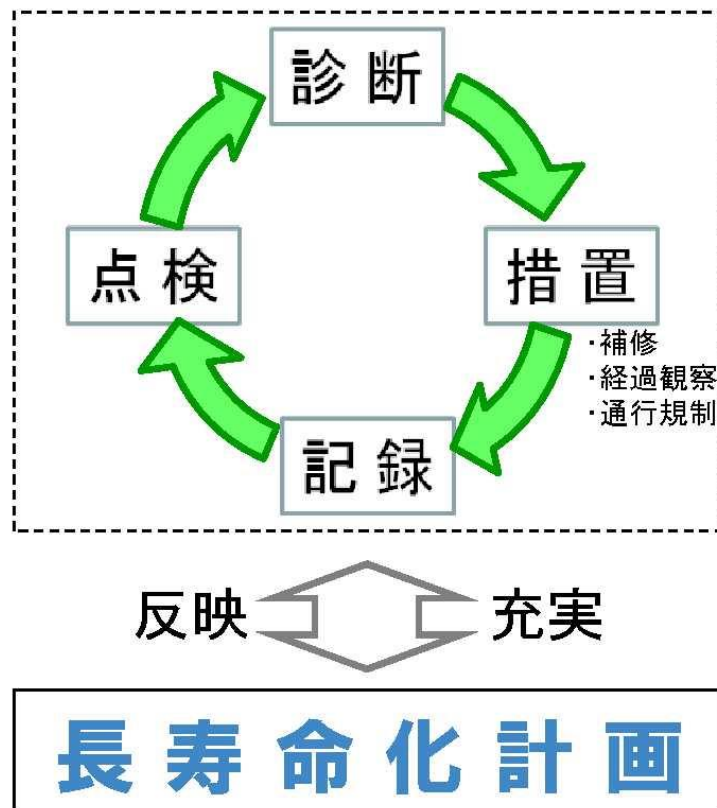 診断
点検
措置
・補修
・経過観察
・通行規制
記録
反映
充実
長寿命化計画